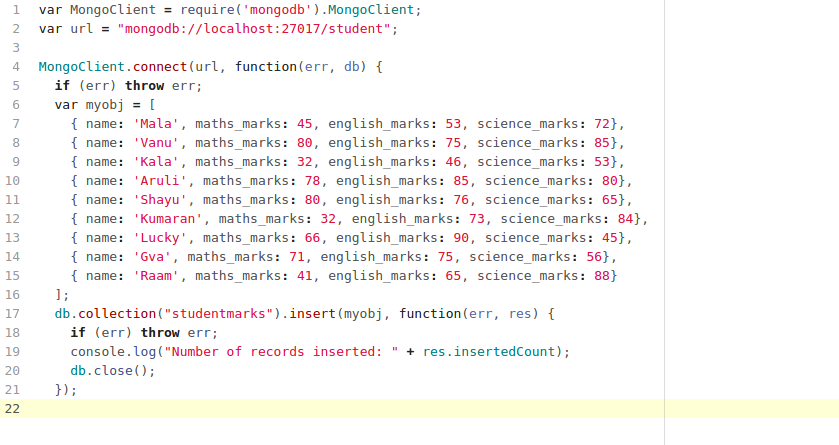 1 var MongoClient = require('mongodb').MongoClient;
2 var url = "mongodb://localhost:27017/student";
3
4 MongoClient.connect(url, function(err, db) {
5   if (err) throw err;
6   var myobj = [
7     { name: 'Mala', maths_marks: 45, english_marks: 53, science_marks: 72},
8     { name: 'Vanu', maths_marks: 80, english_marks: 75, science_marks: 85},
9     { name: 'Kala', maths_marks: 32, english_marks: 46, science_marks: 53},
10     { name: 'Aruli', maths_marks: 78, english_marks: 85, science_marks: 80},
11     { name: 'Shayu', maths_marks: 80, english_marks: 76, science_marks: 65},
12     { name: 'Kumaran', maths_marks: 32, english_marks: 73, science_marks: 84},
13     { name: 'Lucky', maths_marks: 66, english_marks: 90, science_marks: 45},
14     { name: 'Gva', maths_marks: 71, english_marks: 75, science_marks: 56},
15     { name: 'Raam', maths_marks: 41, english_marks: 65, science_marks: 88}
16   ];
17   db.collection("studentmarks").insert(myobj, function(err, res) {
18     if (err) throw err;
19     console.log("Number of records inserted: " + res.insertedCount);
20     db.close();
21   });
22